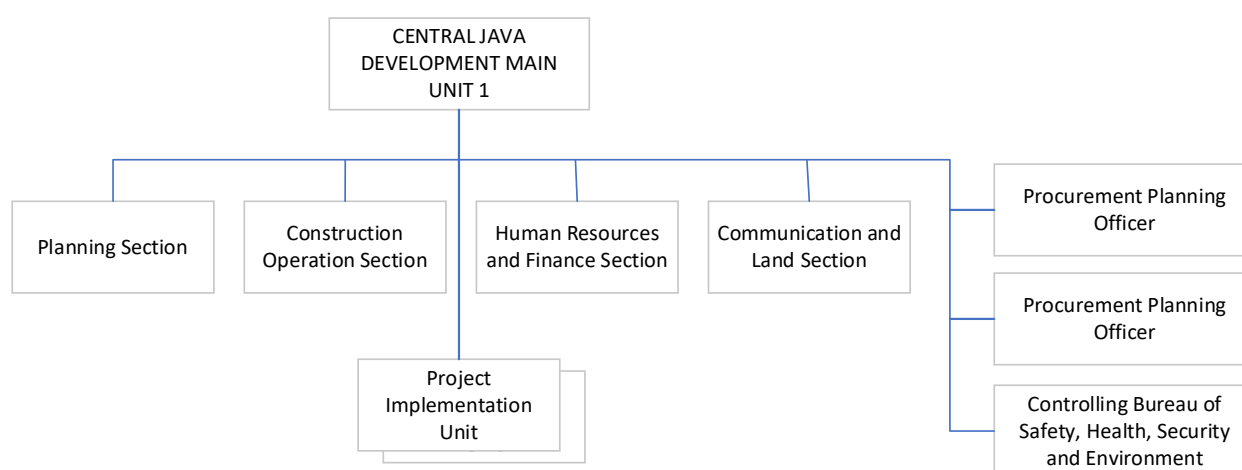 CENTRAL JAVA
DEVELOPMENT MAIN
UNIT 1
Planning Section
Construction
Operation Section
Human Resources
and Finance Section
Communication and
Land Section
Procurement Planning
Officer
Procurement Planning
Officer
Controlling Bureau of
Safety, Health, Security
and Environment
Project
Implementation
Unit